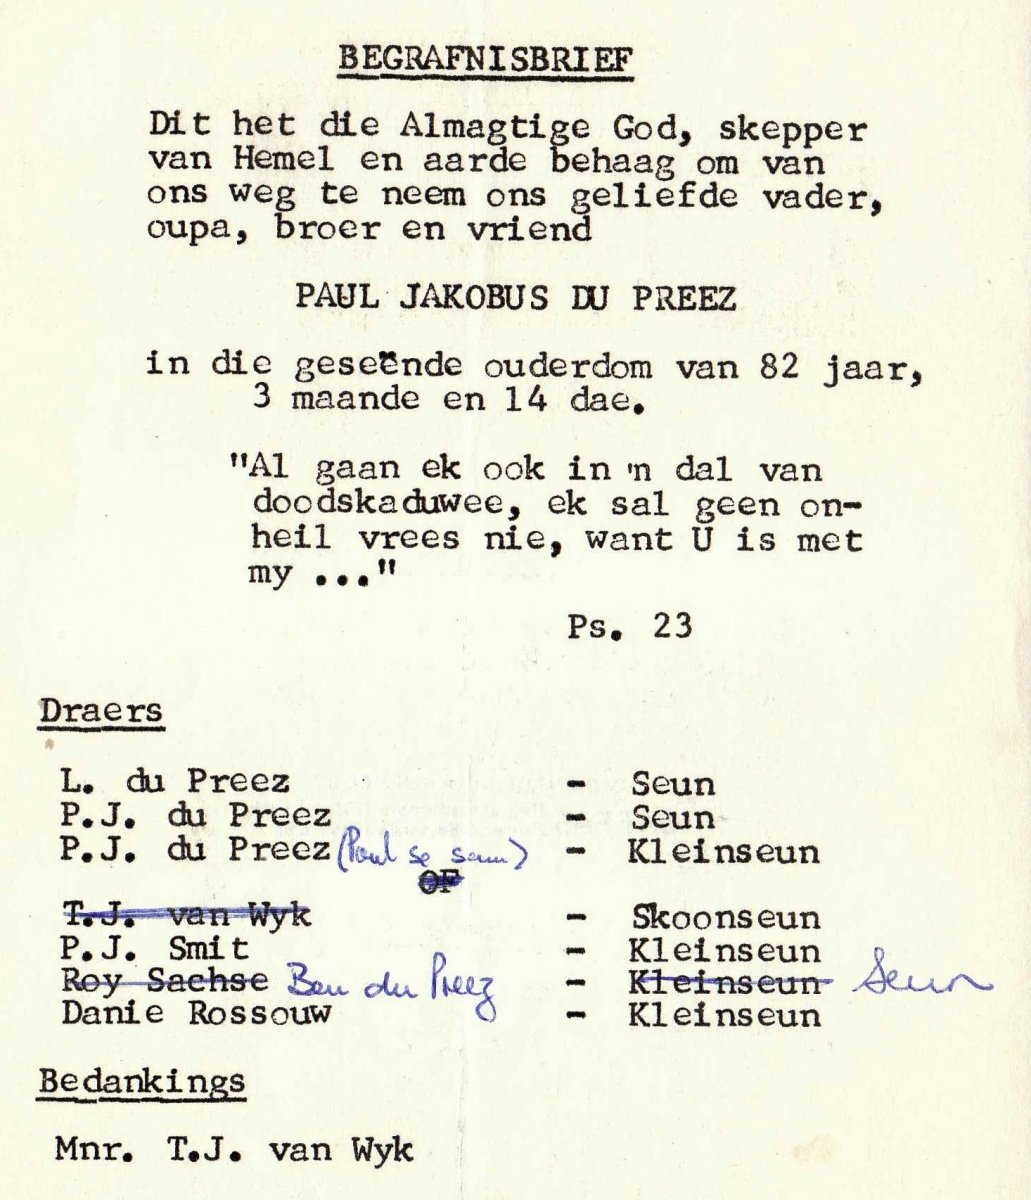 BEGRAFNISBRIEF
Dit het die Almagtige God, skepper
van Hemel en aarde behaag om van
ons weg te neem ons geliefde vader,
oupa, broer en vriend
PAUL JAKOBUS DU PREEZ
in die geseënde ouderdom van 82 jaar,
3 maande en 14 dae.
"Al gaan ek ook in 'n dal van
doodskaduwee, ek sal geen on-
heil vrees nie, want U is met
my ..."
Ps. 23
Draers
L. du Preez - Seun
P.J. du Preez - Seun
P.J. du Preez (Paul se seun) - Kleinseun
OF
T.J. van Wyk - Skoonseun
P.J. Smit - Kleinseun
Roy Sachse Ben du Preez - Kleinseun Seun
Danie Rossouw - Kleinseun
Bedankings
Mnr. T.J. van Wyk